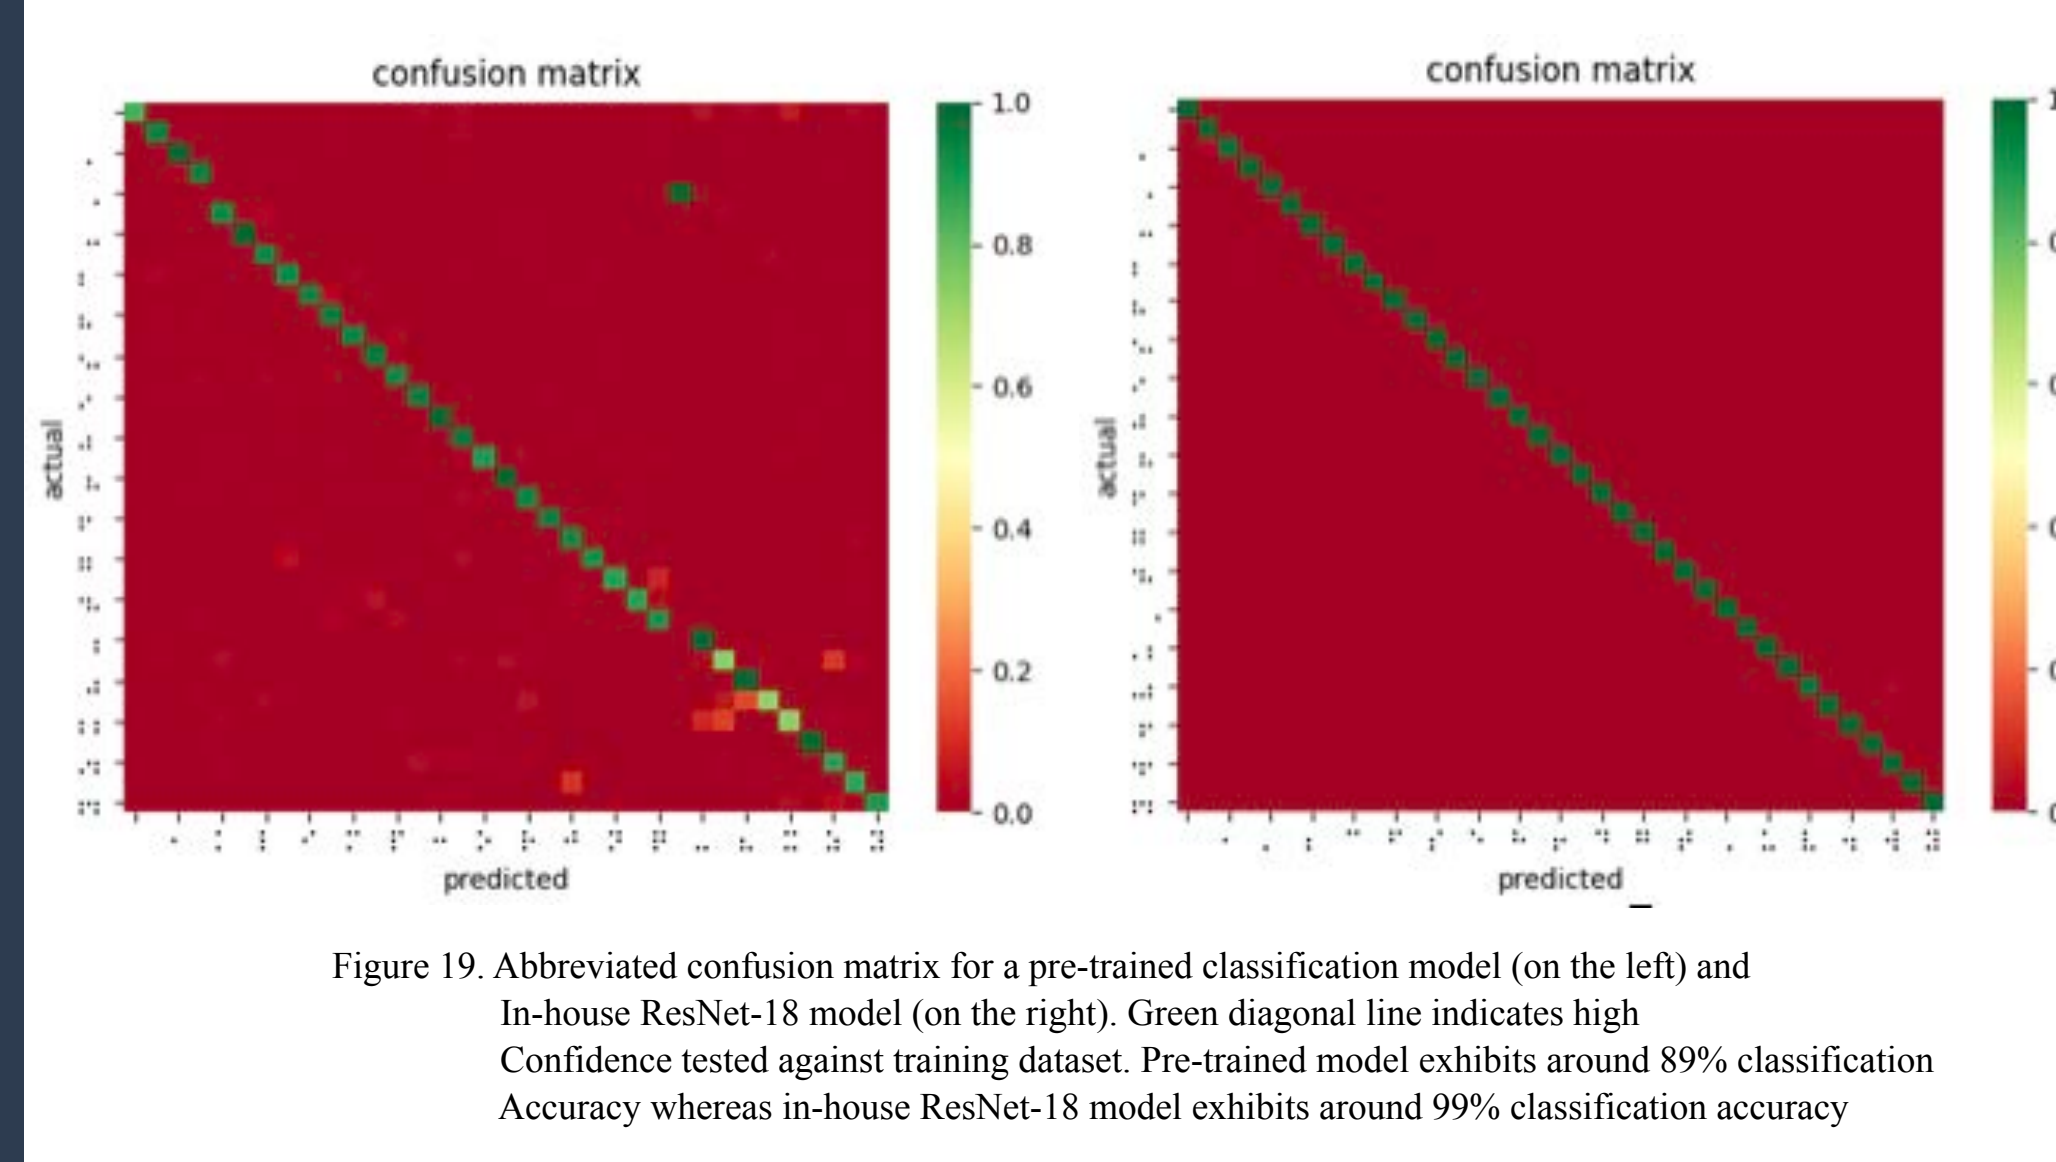 confusion matrix
confusion matrix
1.0
0.8
0.6
0.4
0.2
0.0
actual
actual
predicted
predicted
Figure 19. Abbreviated confusion matrix for a pre-trained classification model (on the left) and
In-house ResNet-18 model (on the right). Green diagonal line indicates high
Confidence tested against training dataset. Pre-trained model exhibits around 89% classification
Accuracy whereas in-house ResNet-18 model exhibits around 99% classification accuracy